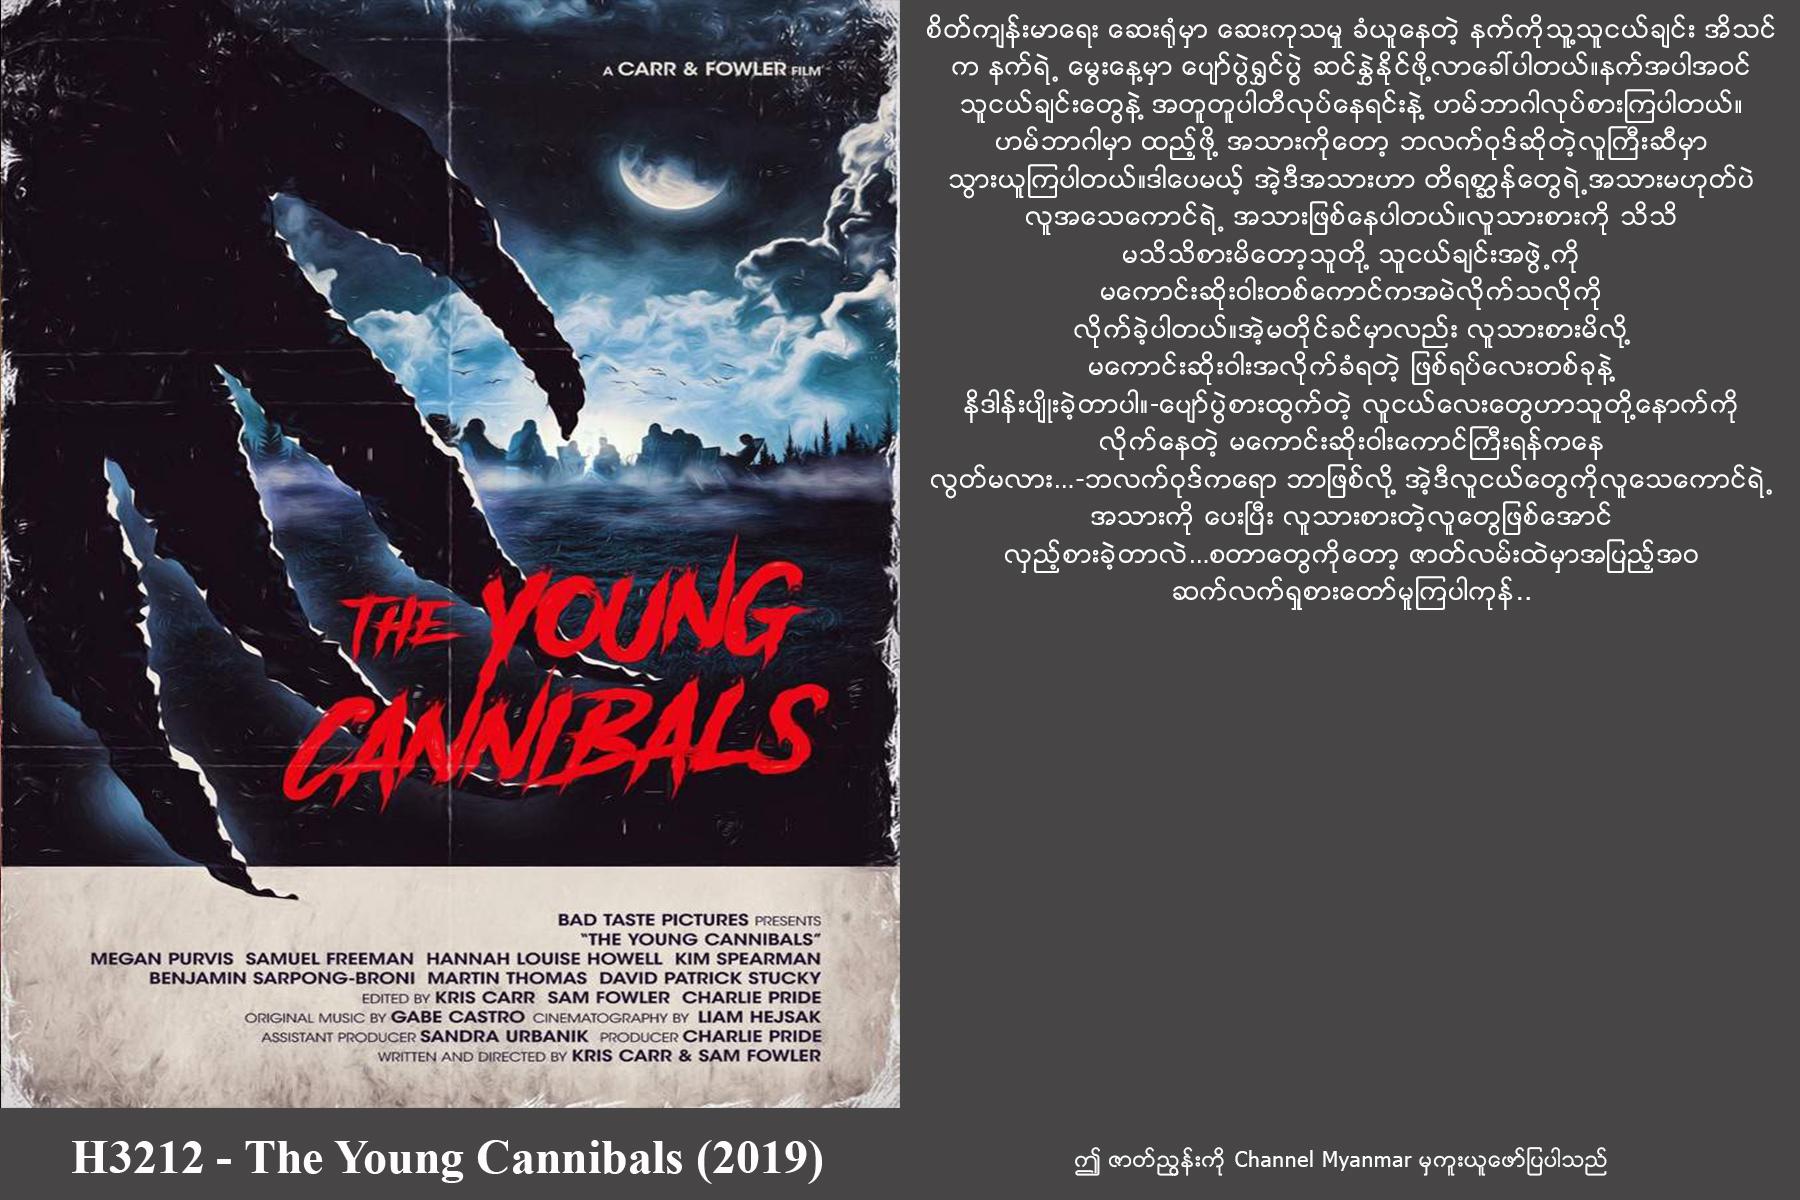 A CARR & FOWLER FILM
THE YOUNG
CANNIBALS
BAD TASTE PICTURES PRESENTS
"THE YOUNG CANNIBALS"
MEGAN PURVIS SAMUEL FREEMAN HANNAH LOUISE HOWELL KIM SPEARMAN
BENJAMIN SARPONG-BRONI MARTIN THOMAS DAVID PATRICK STUCKY
EDITED BY KRIS CARR SAM FOWLER CHARLIE PRIDE
ORIGINAL MUSIC BY GABE CASTRO CINEMATOGRAPHY BY LIAM HEJSAK
ASSISTANT PRODUCER SANDRA URBANIK PRODUCER CHARLIE PRIDE
WRITTEN AND DIRECTED BY KRIS CARR & SAM FOWLER
H3212 - The Young Cannibals (2019)
စိတ်ကျန်းမာရေး ဆေးရုံမှာ ဆေးကုသမှု ခံယူနေတဲ့ နက်ကိုသူ့သူငယ်ချင်း အိသင်
က နက်ရဲ့ မွေးနေ့မှာ ပျော်ပွဲရွှင်ပွဲ ဆင်နွှဲနိုင်ဖို့လာခေါ်ပါတယ်။နက်အပါအဝင်
သူငယ်ချင်းတွေနဲ့ အတူတူပါတီလုပ်နေရင်းနဲ့ ဟမ်ဘာဂါလုပ်စားကြပါတယ်။
ဟမ်ဘာဂါမှာ ထည့်ဖို့ အသားကိုတော့ ဘလက်ဝုဒ်ဆိုတဲ့လူကြီးဆီမှာ
သွားယူကြပါတယ်။ဒါပေမယ့် အဲ့ဒီအသားဟာ တိရစ္ဆာန်တွေရဲ့အသားမဟုတ်ပဲ
လူအသေကောင်ရဲ့ အသားဖြစ်နေပါတယ်။လူသားစားကို သိသိ
မသိသိစားမိတော့သူတို့ သူငယ်ချင်းအဖွဲ့ကို
မကောင်းဆိုးဝါးတစ်ကောင်ကအမဲလိုက်သလိုကို
လိုက်ခဲ့ပါတယ်။အဲ့မတိုင်ခင်မှာလည်း လူသားစားမိလို့
မကောင်းဆိုးဝါးအလိုက်ခံရတဲ့ ဖြစ်ရပ်လေးတစ်ခုနဲ့
နိဒါန်းပျိုးခဲ့တာပါ။-ပျော်ပွဲစားထွက်တဲ့ လူငယ်လေးတွေဟာသူတို့နောက်ကို
လိုက်နေတဲ့ မကောင်းဆိုးဝါးကောင်ကြီးရန်ကနေ
လွတ်မလား...-ဘလက်ဝုဒ်ကရော ဘာဖြစ်လို့ အဲ့ဒီလူငယ်တွေကိုလူသေကောင်ရဲ့
အသားကို ပေးပြီး လူသားစားတဲ့လူတွေဖြစ်အောင်
လှည့်စားခဲ့တာလဲ...စတာတွေကိုတော့ ဇာတ်လမ်းထဲမှာအပြည့်အဝ
ဆက်လက်ရှုစားတော်မူကြပါကုန်..
ဤ ဇာတ်ညွှန်းကို Channel Myanmar မှကူးယူဖော်ပြပါသည်